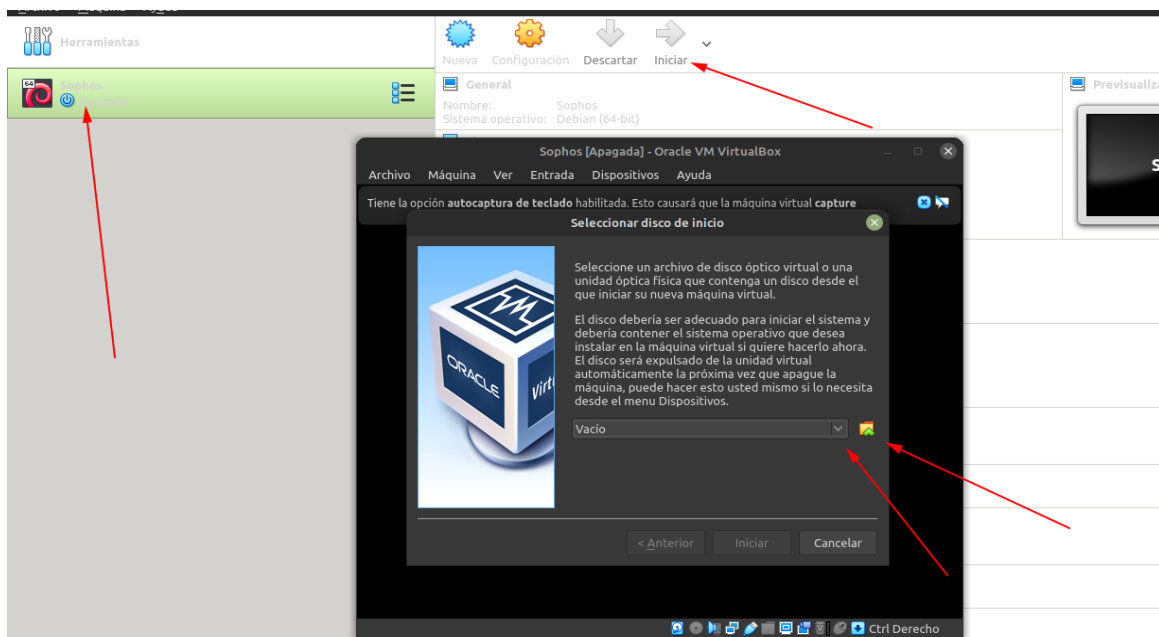 Herramientas
Nueva Configuración Descartar Iniciar
64
Sophos
General
Previsualiz
Nombre: Sophos
Sistema operativo: Debian (64-bit)
Sophos [Apagada] - Oracle VM VirtualBox
Archivo Máquina Ver Entrada Dispositivos Ayuda
Tiene la opción autocaptura de teclado habilitada. Esto causará que la máquina virtual capture
Seleccionar disco de inicio
Seleccione un archivo de disco óptico virtual o una
unidad óptica física que contenga un disco desde el
que iniciar su nueva máquina virtual.
El disco debería ser adecuado para iniciar el sistema y
debería contener el sistema operativo que desea
instalar en la máquina virtual si quiere hacerlo ahora.
El disco será expulsado de la unidad virtual
automáticamente la próxima vez que apague la
máquina, puede hacer esto usted mismo si lo necesita
desde el menu Dispositivos.
ORACLE
Virt
Vacío
< Anterior Iniciar Cancelar
Ctrl Derecho